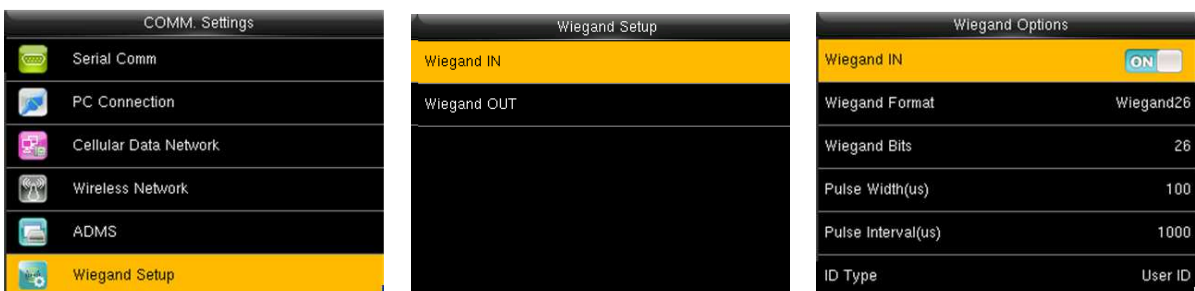 COMM. Settings
Serial Comm
PC Connection
Cellular Data Network
Wireless Network
ADMS
Wiegand Setup
Wiegand Setup
Wiegand IN
Wiegand OUT
Wiegand Options
Wiegand IN ON
Wiegand Format Wiegand26
Wiegand Bits 26
Pulse Width(us) 100
Pulse Interval(us) 1000
ID Type User ID